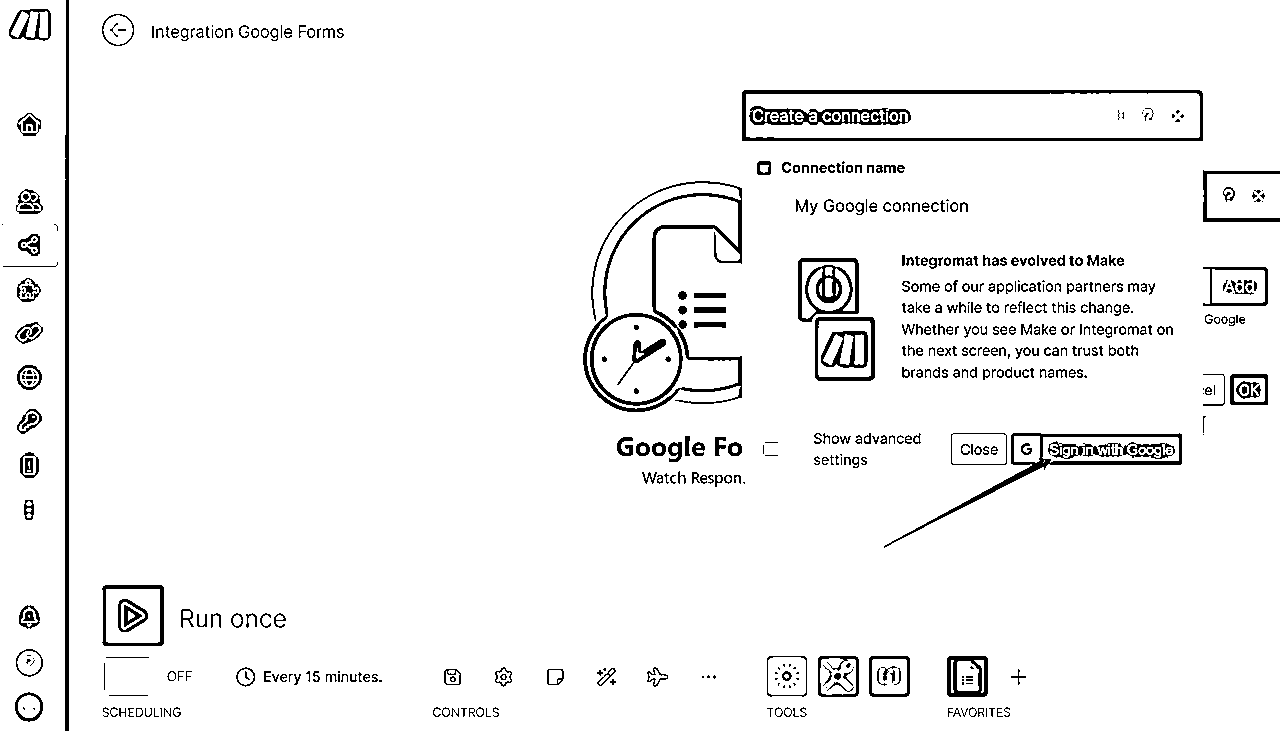 Integration Google Forms
Create a connection
Connection name
My Google connection
Integromat has evolved to Make
Some of our application partners may
take a while to reflect this change.
Whether you see Make or Integromat on
the next screen, you can trust both
brands and product names.
Add
Google
OK
Show advanced
settings
Close
G Sign in with Google
Google Fo
Watch Respon
Run once
OFF
Every 15 minutes.
SCHEDULING
CONTROLS
TOOLS
FAVORITES